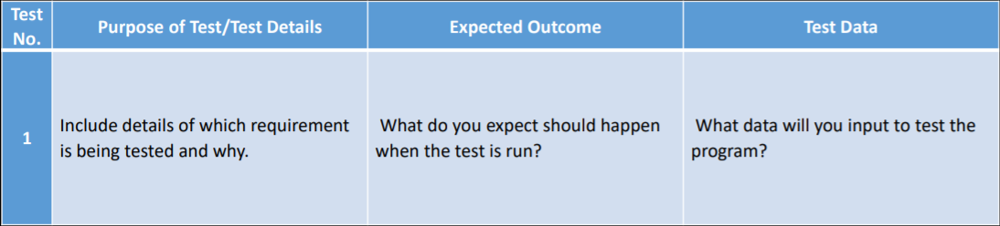 Test
No.
Purpose of Test/Test Details
Expected Outcome
Test Data
1
Include details of which requirement
is being tested and why.
What do you expect should happen
when the test is run?
What data will you input to test the
program?